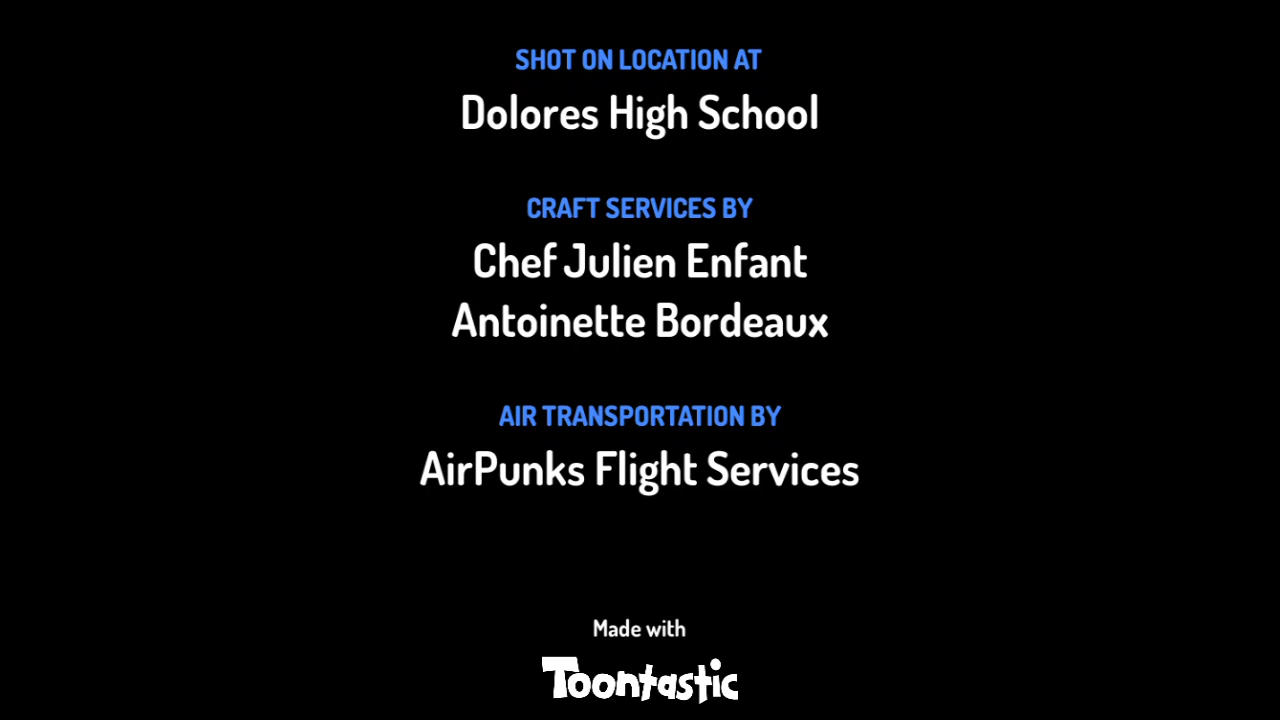 SHOT ON LOCATION AT
Dolores High School
CRAFT SERVICES BY
Chef Julien Enfant
Antoinette Bordeaux
AIR TRANSPORTATION BY
AirPunks Flight Services
Made with
Toontastic